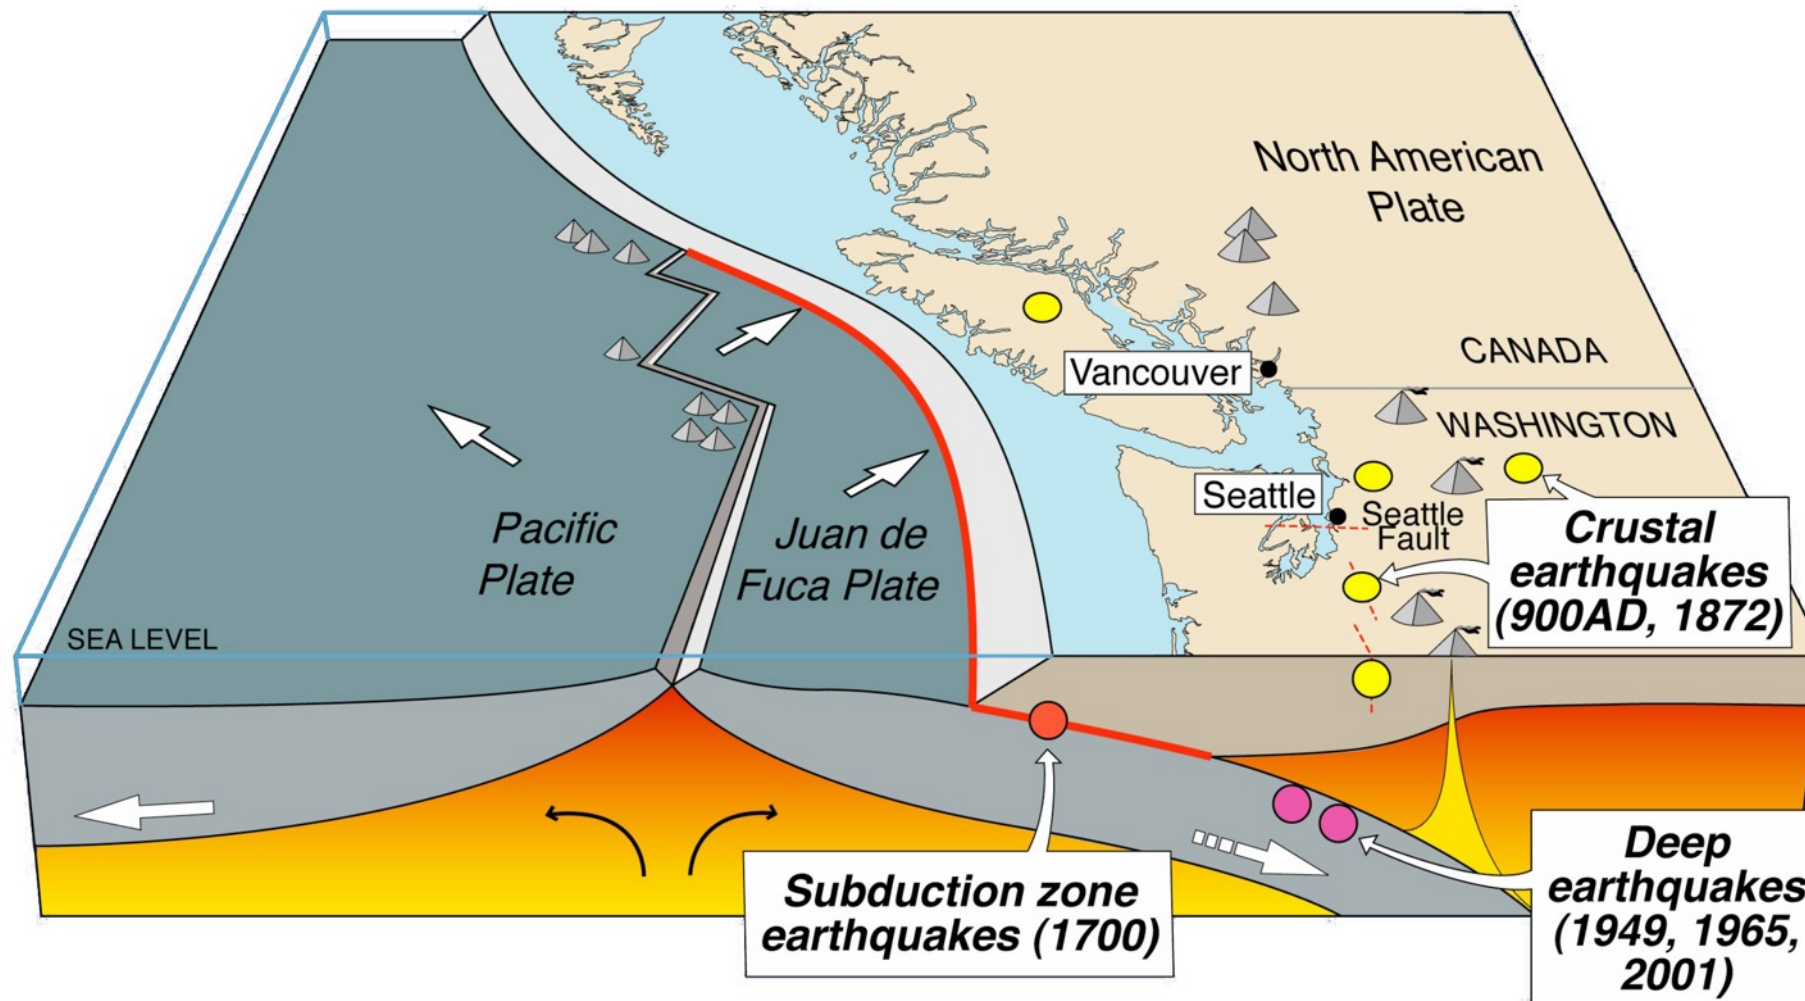 North American
Plate
CANADA
Vancouver
WASHINGTON
Seattle
Seattle
Fault
Crustal
earthquakes
(900AD, 1872)
Pacific
Plate
Juan de
Fuca Plate
SEA LEVEL
Subduction zone
earthquakes (1700)
Deep
earthquakes
(1949, 1965,
2001)